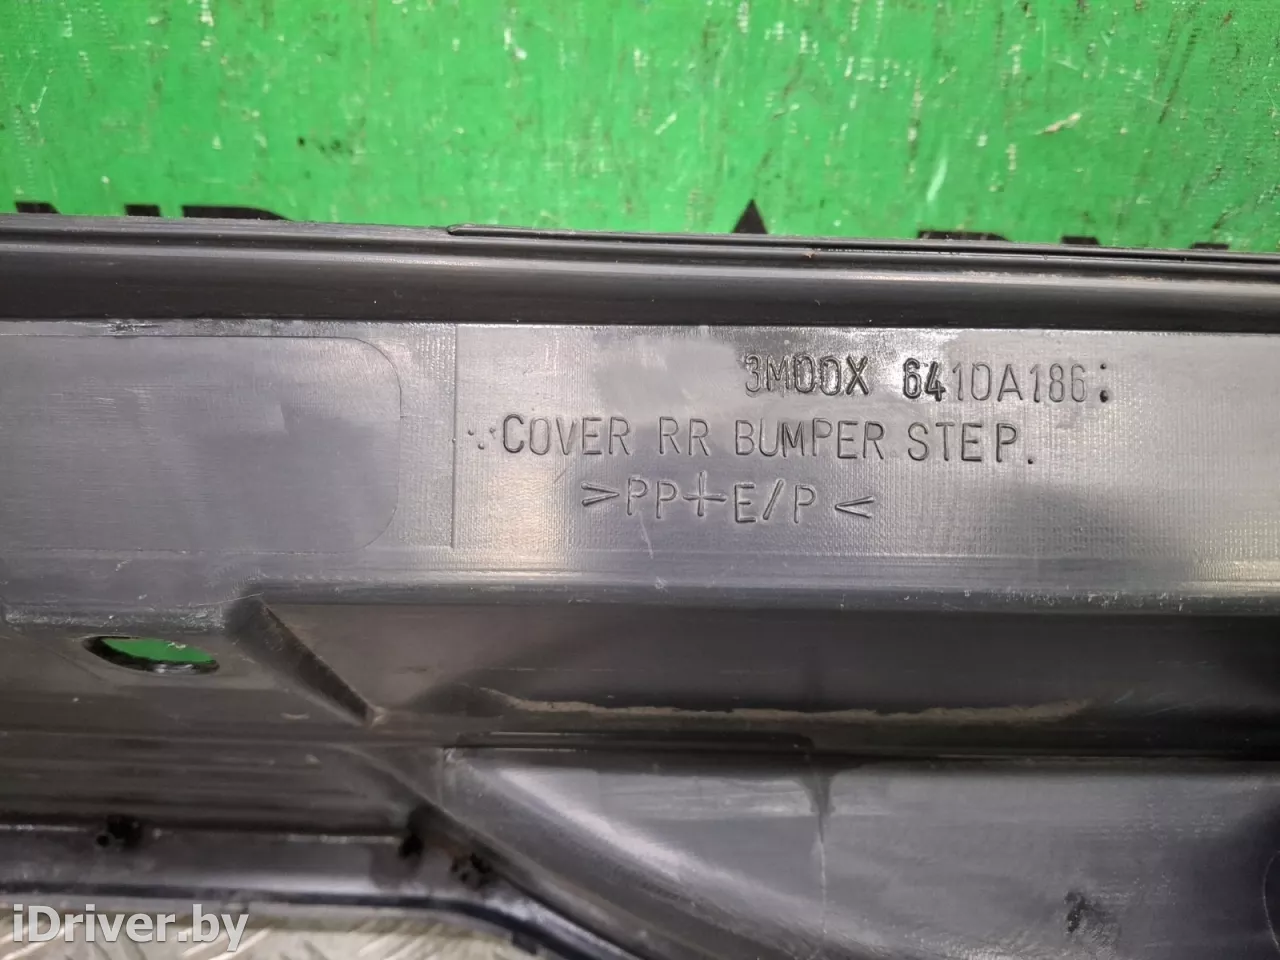 3M00X 6410A186:
COVER RR BUMPER STEP.
>PP+E/P<
iDriver.by